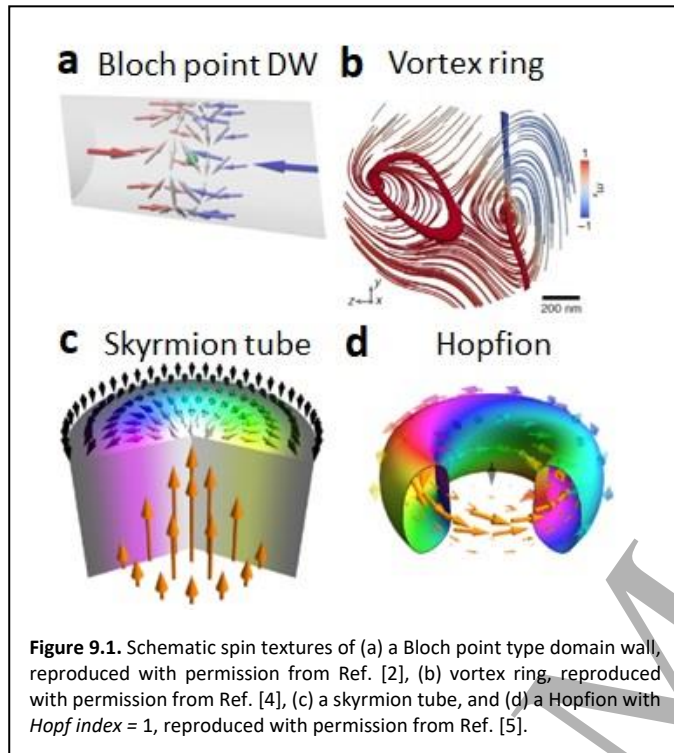 a Bloch point DW
b Vortex ring
1
mₓ
−1
y
z x
200 nm
c Skyrmion tube
d Hopfion
Figure 9.1. Schematic spin textures of (a) a Bloch point type domain wall,
reproduced with permission from Ref. [2], (b) vortex ring, reproduced
with permission from Ref. [4], (c) a skyrmion tube, and (d) a Hopfion with
Hopf index = 1, reproduced with permission from Ref. [5].